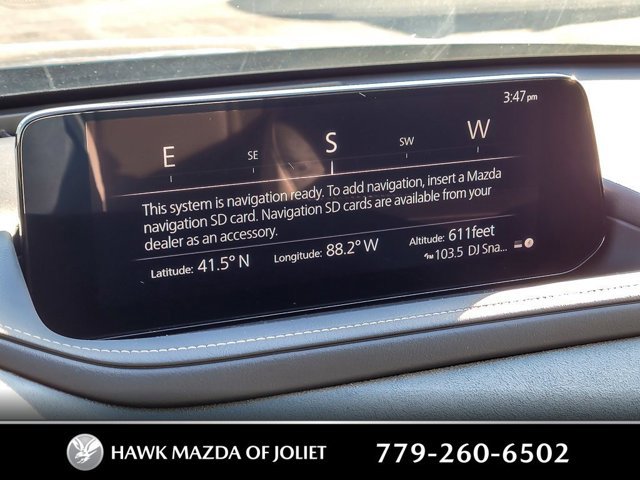 3:47pm
E SE S SW W
This system is navigation ready. To add navigation, insert a Mazda
navigation SD card. Navigation SD cards are available from your
dealer as an accessory.
Latitude: 41.5° N Longitude: 88.2° W Altitude: 611feet
103.5 DJ Sna...
HAWK MAZDA OF JOLIET 779-260-6502